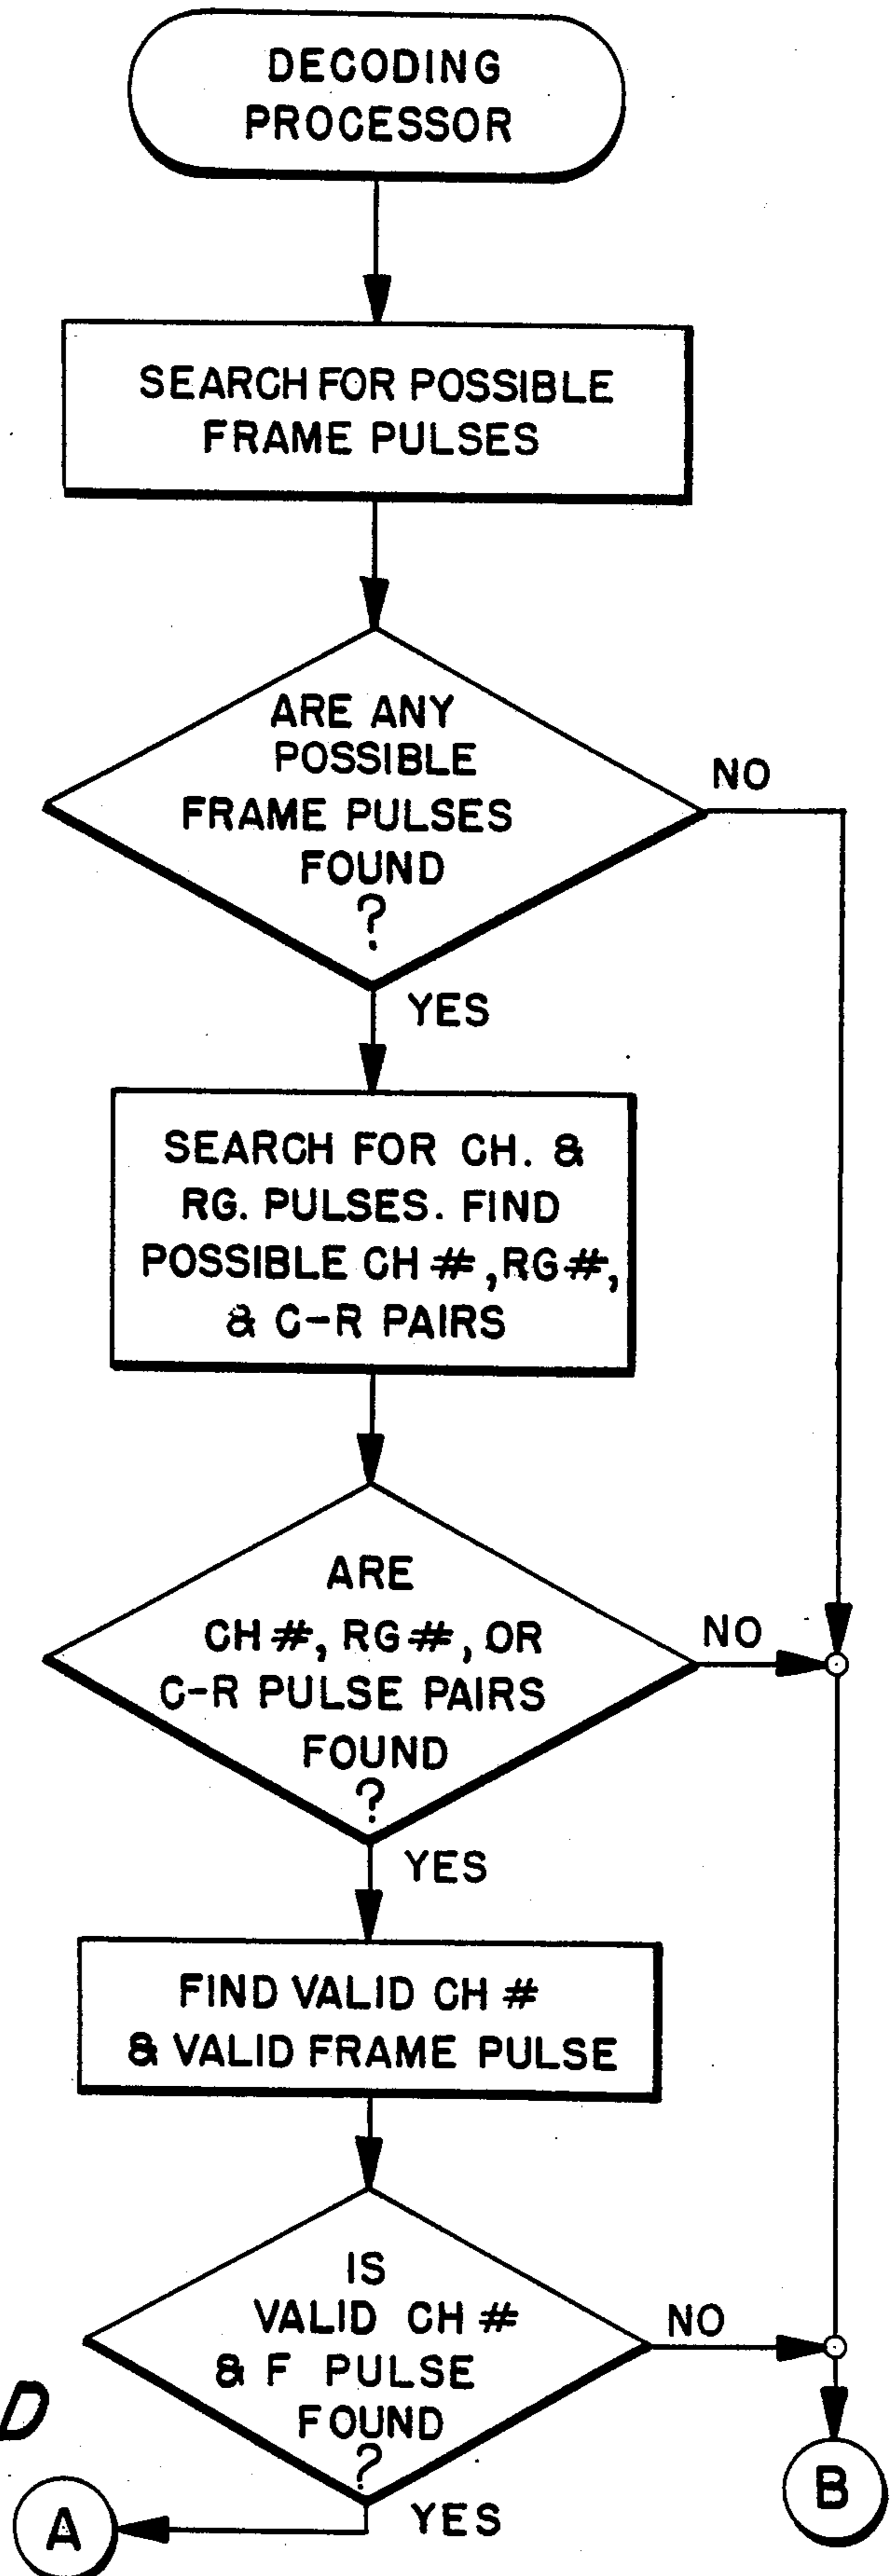 DECODING
PROCESSOR
SEARCH FOR POSSIBLE
FRAME PULSES
ARE ANY
POSSIBLE
FRAME PULSES
FOUND
?
NO
YES
SEARCH FOR CH. &
RG. PULSES. FIND
POSSIBLE CH #, RG #,
& C-R PAIRS
ARE
CH #, RG #, OR
C-R PULSE PAIRS
FOUND
?
NO
YES
FIND VALID CH #
& VALID FRAME PULSE
IS
VALID CH #
& F PULSE
FOUND
?
NO
YES
D
A
B